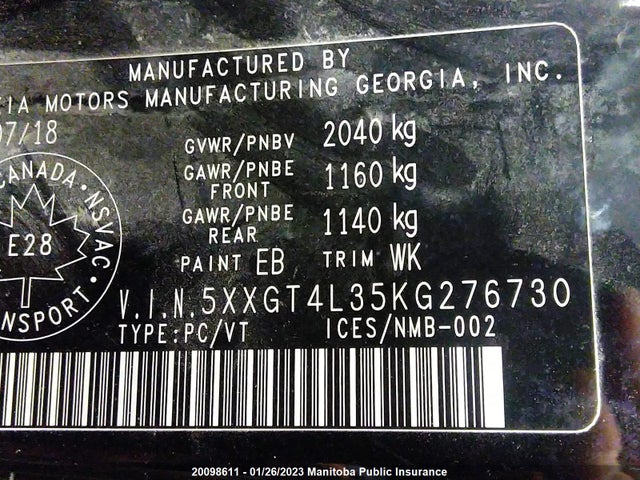 MANUFACTURED BY
KIA MOTORS MANUFACTURING GEORGIA, INC.
07/18
GVWR/PNBV 2040 kg
GAWR/PNBE FRONT 1160 kg
GAWR/PNBE REAR 1140 kg
PAINT EB TRIM WK
CANADA · NSVAC
E28
TRANSPORT
V.I.N.5XXGT4L35KG276730
TYPE:PC/VT ICES/NMB-002
20098611 - 01/26/2023 Manitoba Public Insurance